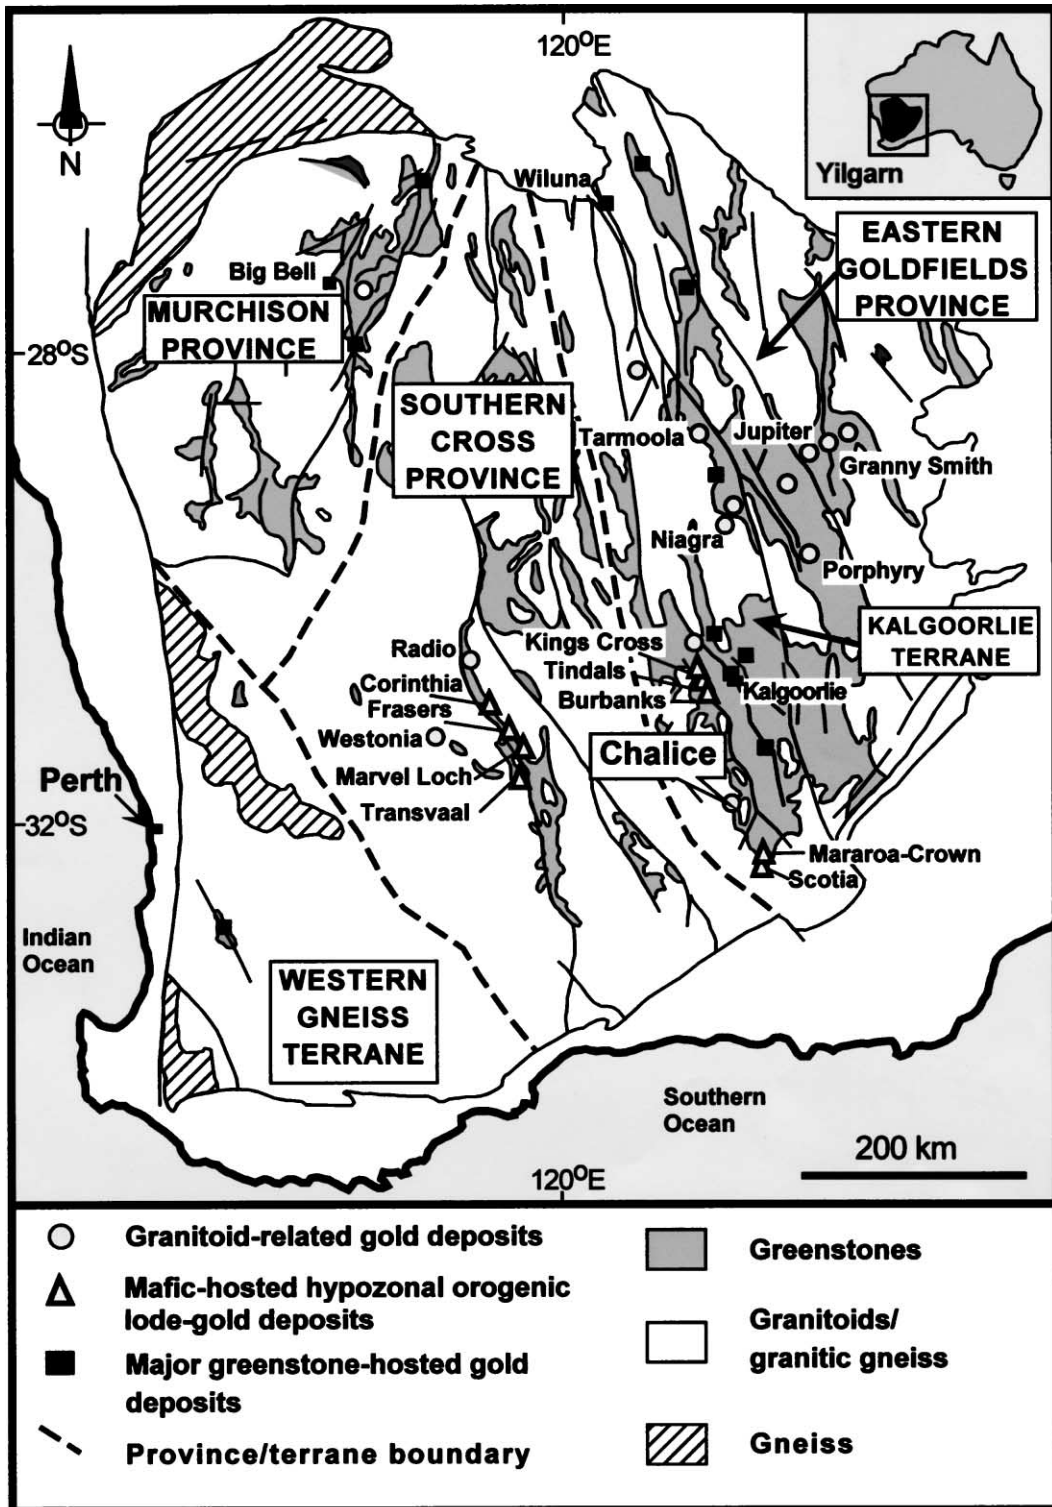 120°E
N
Yilgarn
Wiluna
EASTERN
GOLDFIELDS
PROVINCE
Big Bell
MURCHISON
PROVINCE
28°S
SOUTHERN
CROSS
PROVINCE
Tarmoola
Jupiter
Granny Smith
Niagra
Porphyry
KALGOORLIE
TERRANE
Radio
Kings Cross
Tindals
Burbanks
Kalgoorlie
Corinthia
Frasers
Westonia
Marvel Loch
Transvaal
Chalice
Perth
32°S
Mararoa-Crown
Scotia
Indian
Ocean
WESTERN
GNEISS
TERRANE
Southern
Ocean
200 km
120°E
Granitoid-related gold deposits
Mafic-hosted hypozonal orogenic
lode-gold deposits
Major greenstone-hosted gold
deposits
Province/terrane boundary
Greenstones
Granitoids/
granitic gneiss
Gneiss